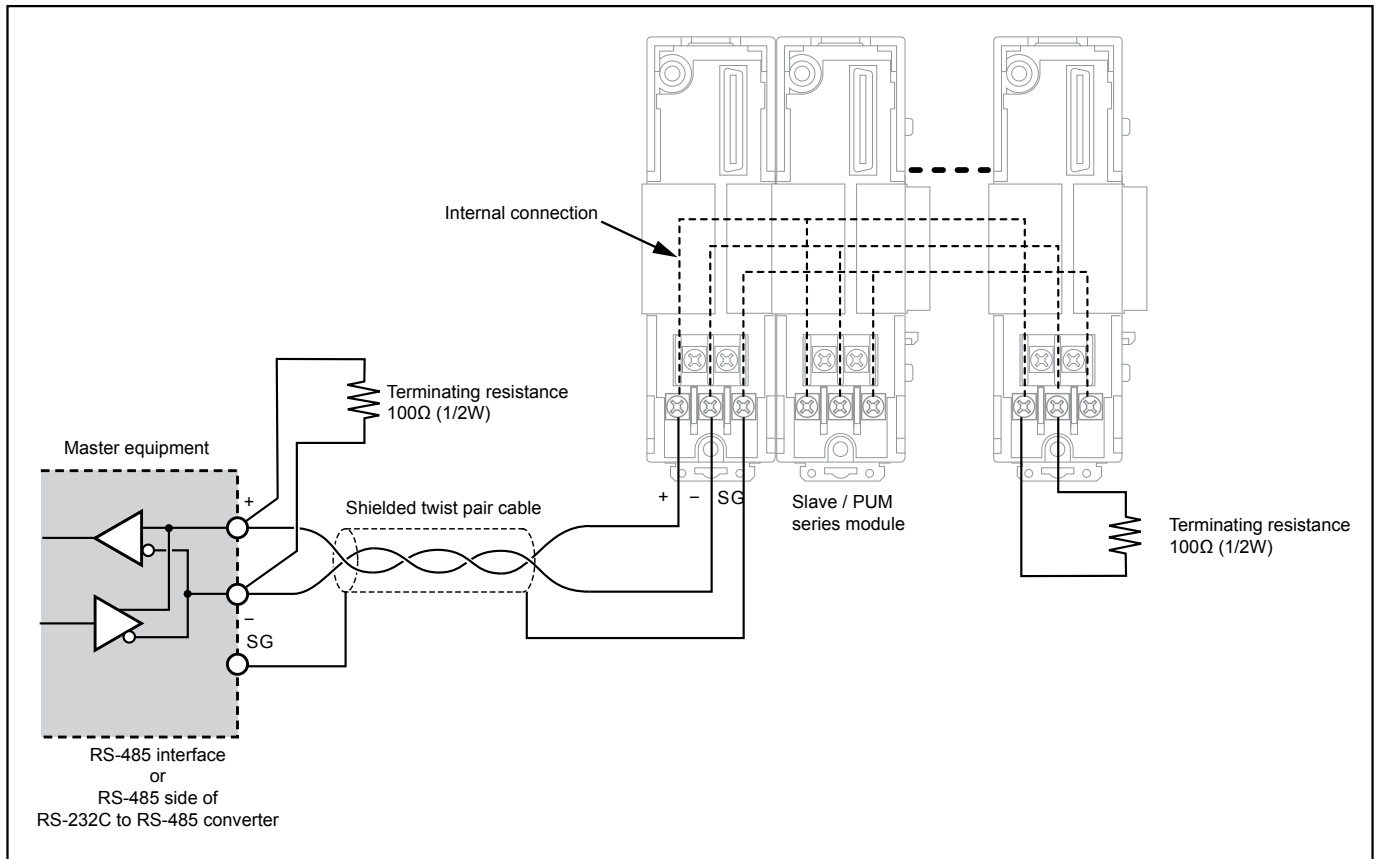 Internal connection
Terminating resistance
100Ω (1/2W)
Master equipment
+
Shielded twist pair cable
+ − SG
Slave / PUM
series module
Terminating resistance
100Ω (1/2W)
−
SG
RS-485 interface
or
RS-485 side of
RS-232C to RS-485 converter